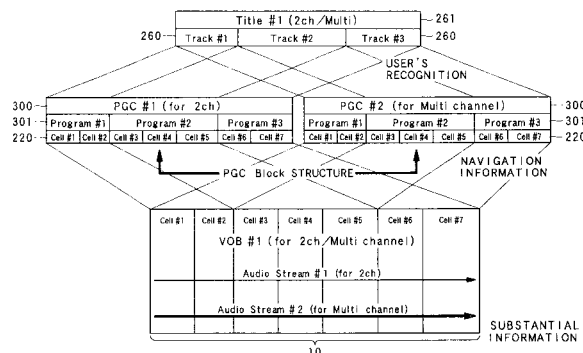 Title #1 (2ch/Multi)
261
260
Track #1
Track #2
Track #3
260
USER'S
RECOGNITION
300
PGC #1 (for 2ch)
PGC #2 (for Multi channel)
300
301
Program #1
Program #2
Program #3
Program #1
Program #2
Program #3
301
220
Cell #1
Cell #2
Cell #3
Cell #4
Cell #5
Cell #6
Cell #7
Cell #1
Cell #2
Cell #3
Cell #4
Cell #5
Cell #6
Cell #7
220
PGC Block STRUCTURE
NAVIGATION
INFORMATION
Cell #1
Cell #2
Cell #3
Cell #4
Cell #5
Cell #6
Cell #7
VOB #1 (for 2ch/Multi channel)
Audio Stream #1 (for 2ch)
Audio Stream #2 (for Multi channel)
SUBSTANTIAL
INFORMATION
10